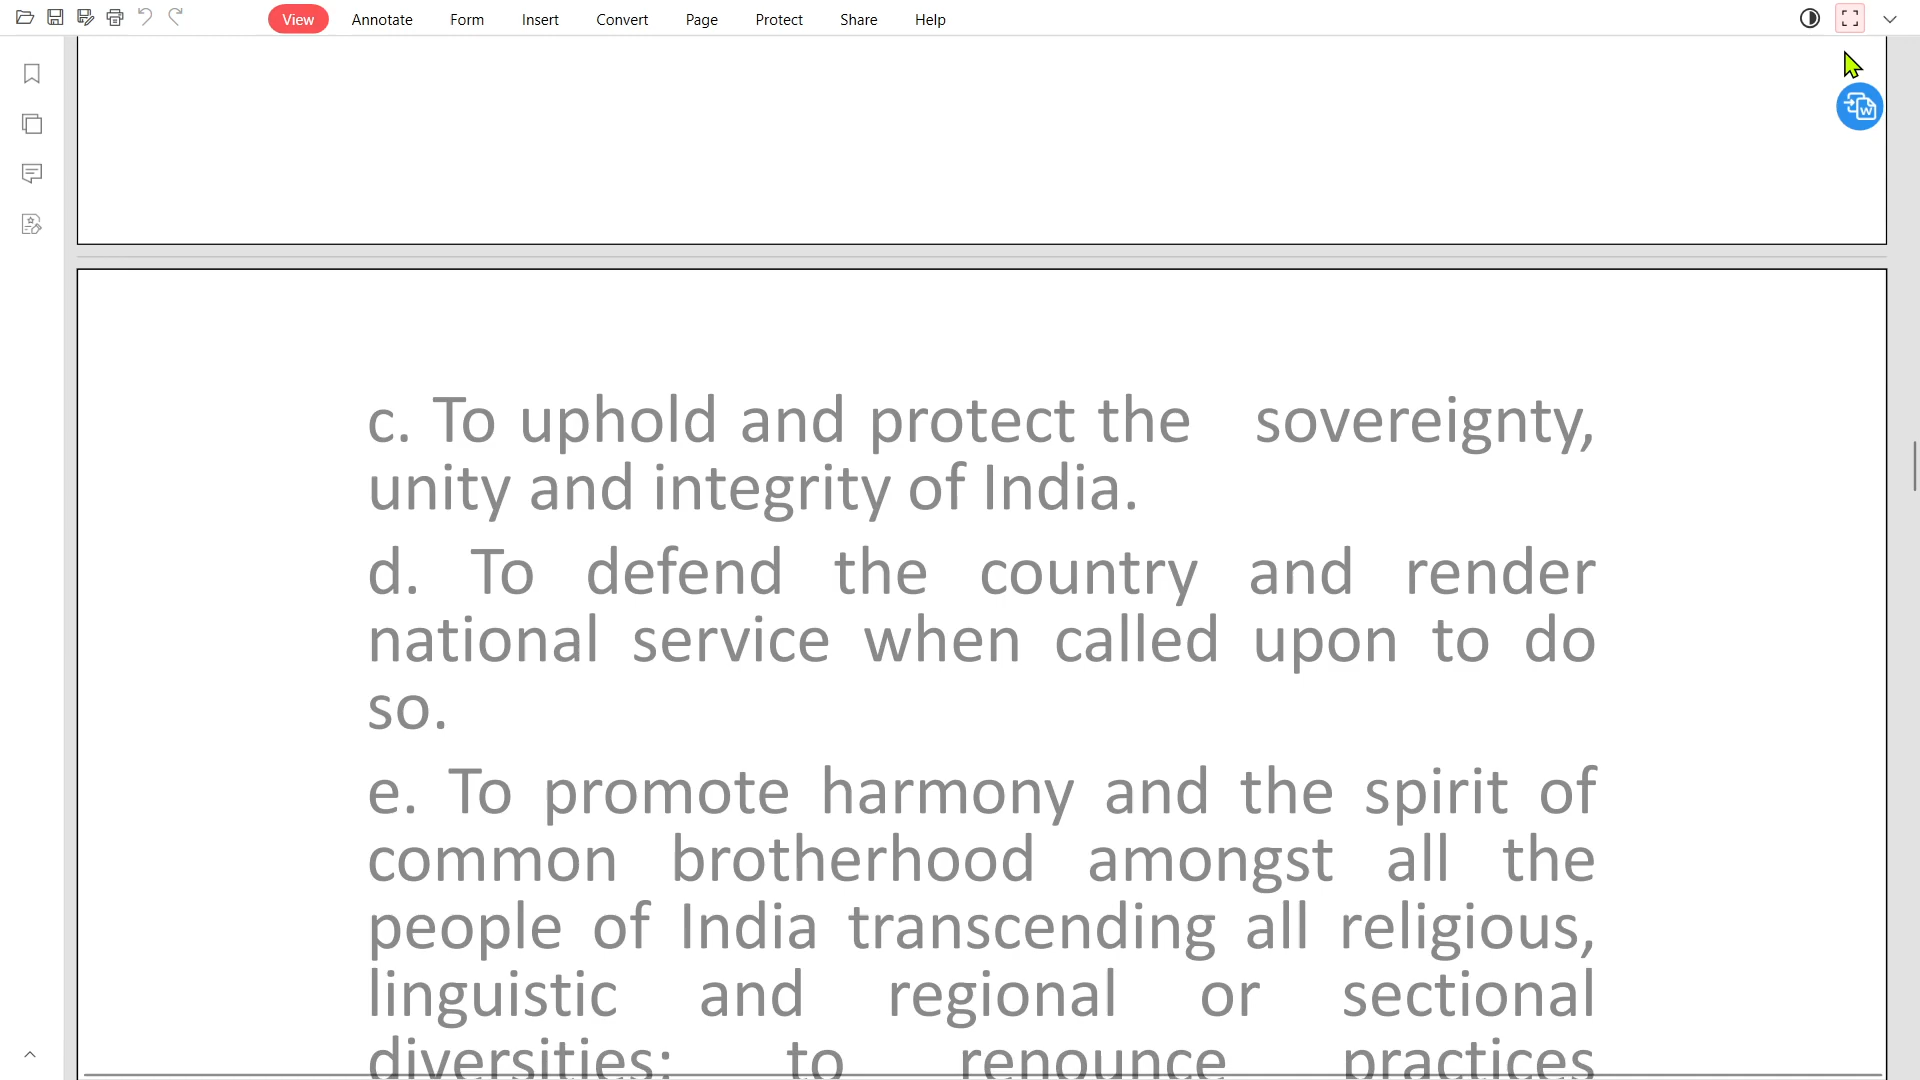 View Annotate Form Insert Convert Page Protect Share Help
c. To uphold and protect the sovereignty,
unity and integrity of India.
d. To defend the country and render
national service when called upon to do
so.
e. To promote harmony and the spirit of
common brotherhood amongst all the
people of India transcending all religious,
linguistic and regional or sectional
diversities; to renounce practices